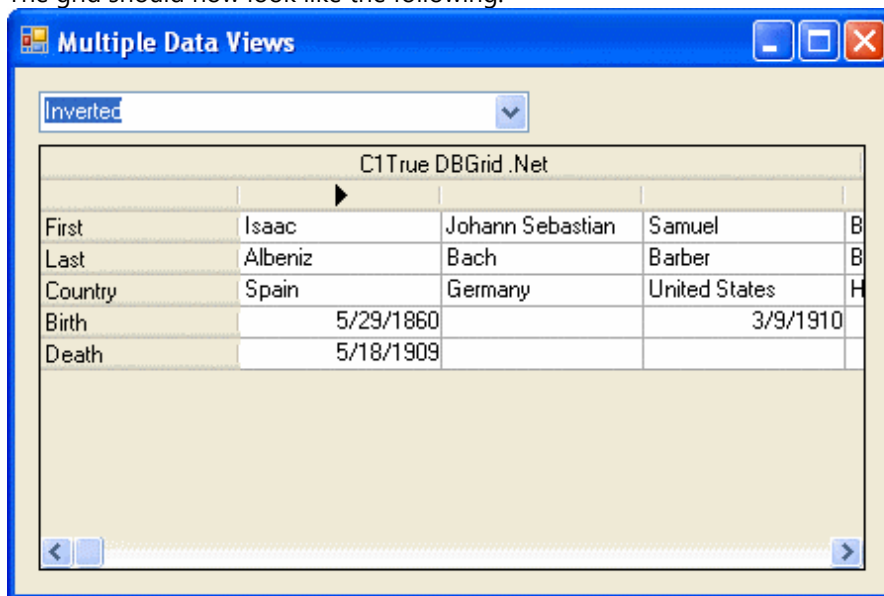 The grid should now look like the following:
Multiple Data Views
Inverted
C1True DBGrid .Net
First Isaac Johann Sebastian Samuel B
Last Albeniz Bach Barber B
Country Spain Germany United States H
Birth 5/29/1860 3/9/1910
Death 5/18/1909